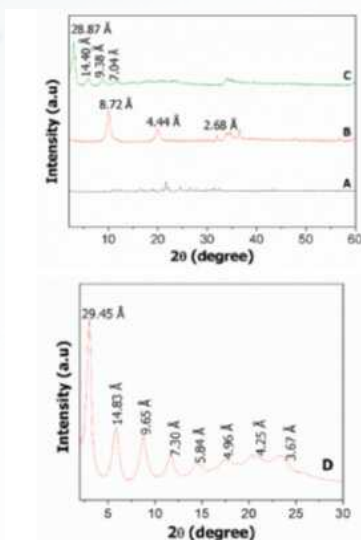 28.87 Å
14.40 Å
9.38 Å
7.04 Å
C
8.72 Å
4.44 Å
2.68 Å
B
A
Intensity (a.u)
10 20 30 40 50 60
2θ (degree)
29.45 Å
14.83 Å
9.65 Å
7.30 Å
5.84 Å
4.96 Å
4.25 Å
3.67 Å
D
Intensity (a.u)
5 10 15 20 25 30
2θ (degree)